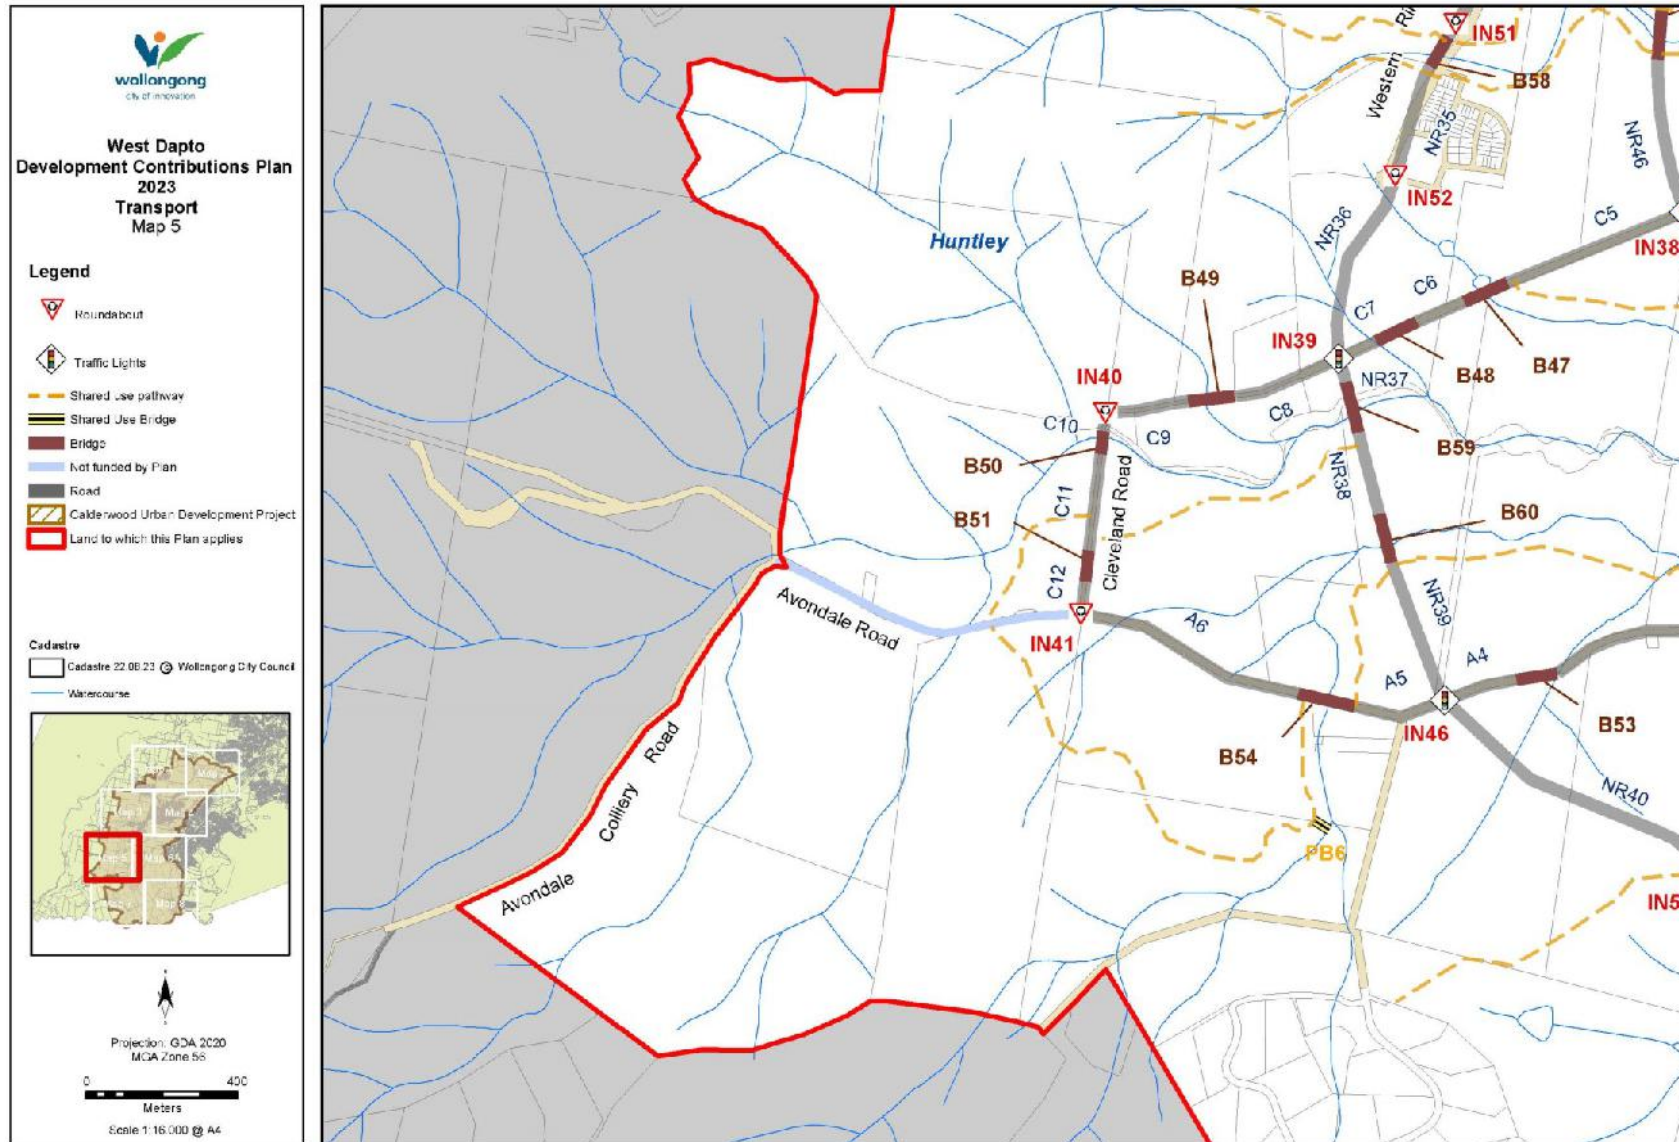 wollongong
city of innovation
West Dapto
Development Contributions Plan
2023
Transport
Map 5
Legend
Roundabout
Traffic Lights
Shared use pathway
Shared Use Bridge
Bridge
Not funded by Plan
Road
Calderwood Urban Development Project
Land to which this Plan applies
Cadastre
Cadastre 22.08.23 © Wollongong City Council
Watercourse
Map 5
Map 8
Projection: GDA 2020
MGA Zone 56
0 400
Meters
Scale 1:16,000 @ A4
IN51
B58
Western
NR35
NR46
IN52
C5
IN38
NR36
Huntley
B49
C6
C7
IN39
B47
B48
NR37
IN40
C8
C10
C9
B59
B50
NR38
C11
Cleveland Road
B51
B60
C12
Avondale Road
A6
NR39
IN41
A4
A5
IN46
B53
B54
Road
Colliery
Avondale
NR40
PB6
IN5